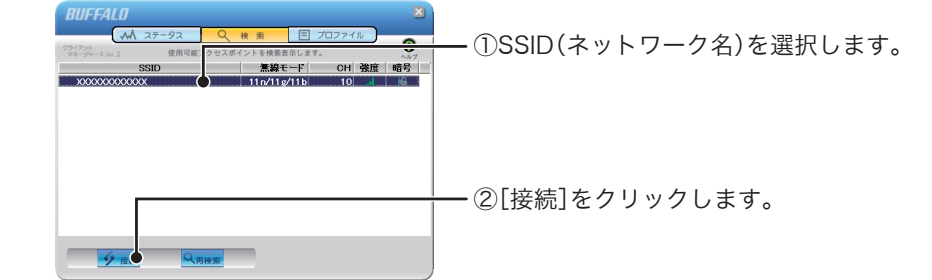 BUFFALO
ステータス 検索 プロファイル
クライアント
マネージャー3 Ver.2 使用可能アクセスポイントを検索表示します。 ヘルプ
SSID 無線モード CH 強度 暗号
XXXXXXXXXXXX 11n/11g/11b 10
①SSID(ネットワーク名)を選択します。
②[接続]をクリックします。
再検索